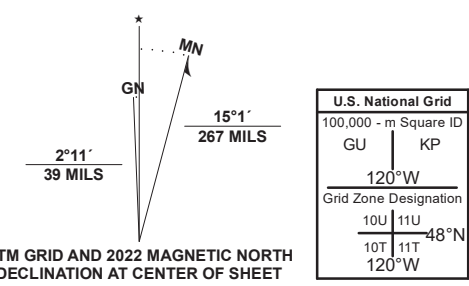 MN
GN
15°1´
267 MILS
2°11´
39 MILS
TM GRID AND 2022 MAGNETIC NORTH
DECLINATION AT CENTER OF SHEET
U.S. National Grid
100,000 - m Square ID
GU KP
120°W
Grid Zone Designation
10U 11U
48°N
10T 11T
120°W